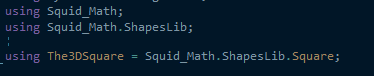 using Squid_Math;
using Squid_Math.ShapesLib;
using The3DSquare = Squid_Math.ShapesLib.Square;